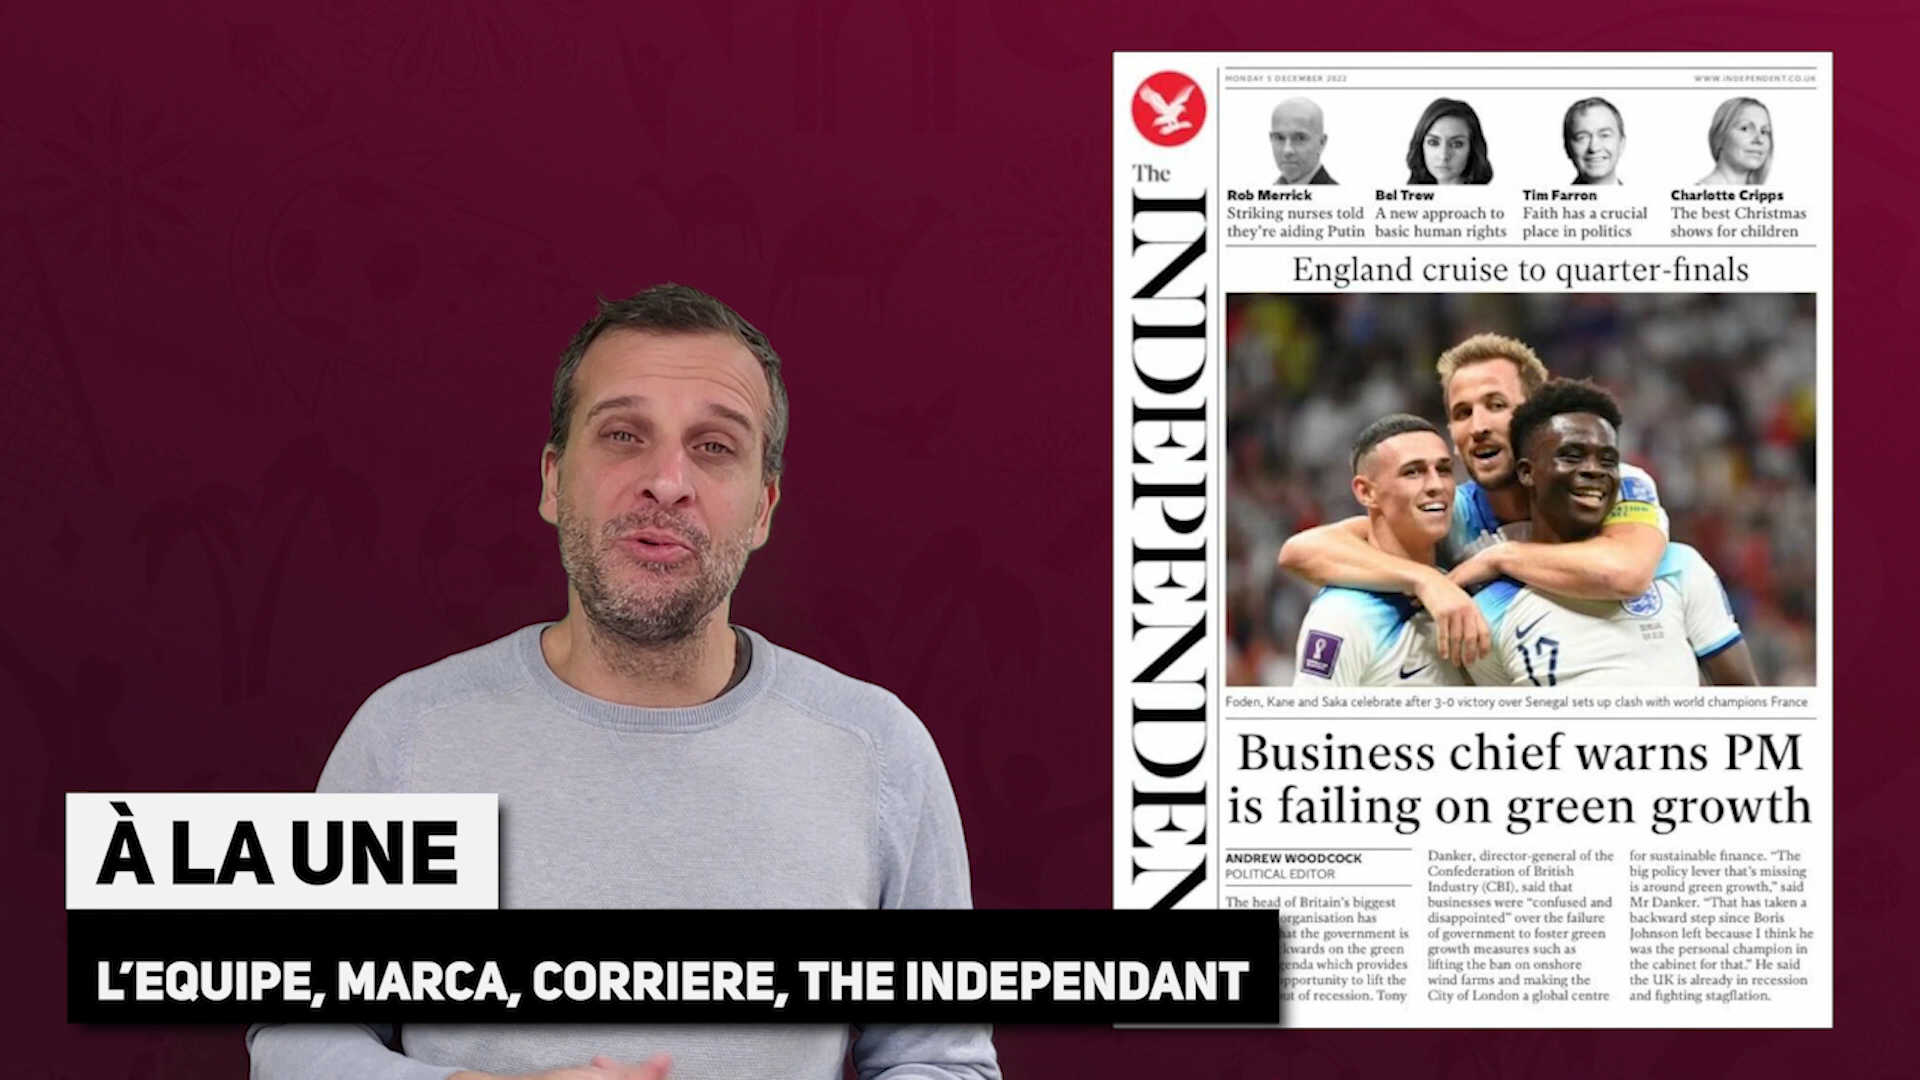 MONDAY 5 DECEMBER 2022
WWW.INDEPENDENT.CO.UK
The
INDEPENDEN
Rob Merrick
Striking nurses told
they're aiding Putin
Bel Trew
A new approach to
basic human rights
Tim Farron
Faith has a crucial
place in politics
Charlotte Cripps
The best Christmas
shows for children
England cruise to quarter-finals
17
SENEGAL
Foden, Kane and Saka celebrate after 3-0 victory over Senegal sets up clash with world champions France
Business chief warns PM
is failing on green growth
ANDREW WOODCOCK
POLITICAL EDITOR
The head of Britain's biggest
organisation has
hat the government is
kwards on the green
enda which provides
pportunity to lift the
ut of recession. Tony
Danker, director-general of the
Confederation of British
Industry (CBI), said that
businesses were "confused and
disappointed" over the failure
of government to foster green
growth measures such as
lifting the ban on onshore
wind farms and making the
City of London a global centre
for sustainable finance. "The
big policy lever that's missing
is around green growth," said
Mr Danker. "That has taken a
backward step since Boris
Johnson left because I think he
was the personal champion in
the cabinet for that." He said
the UK is already in recession
and fighting stagflation.
À LA UNE
L'EQUIPE, MARCA, CORRIERE, THE INDEPENDANT